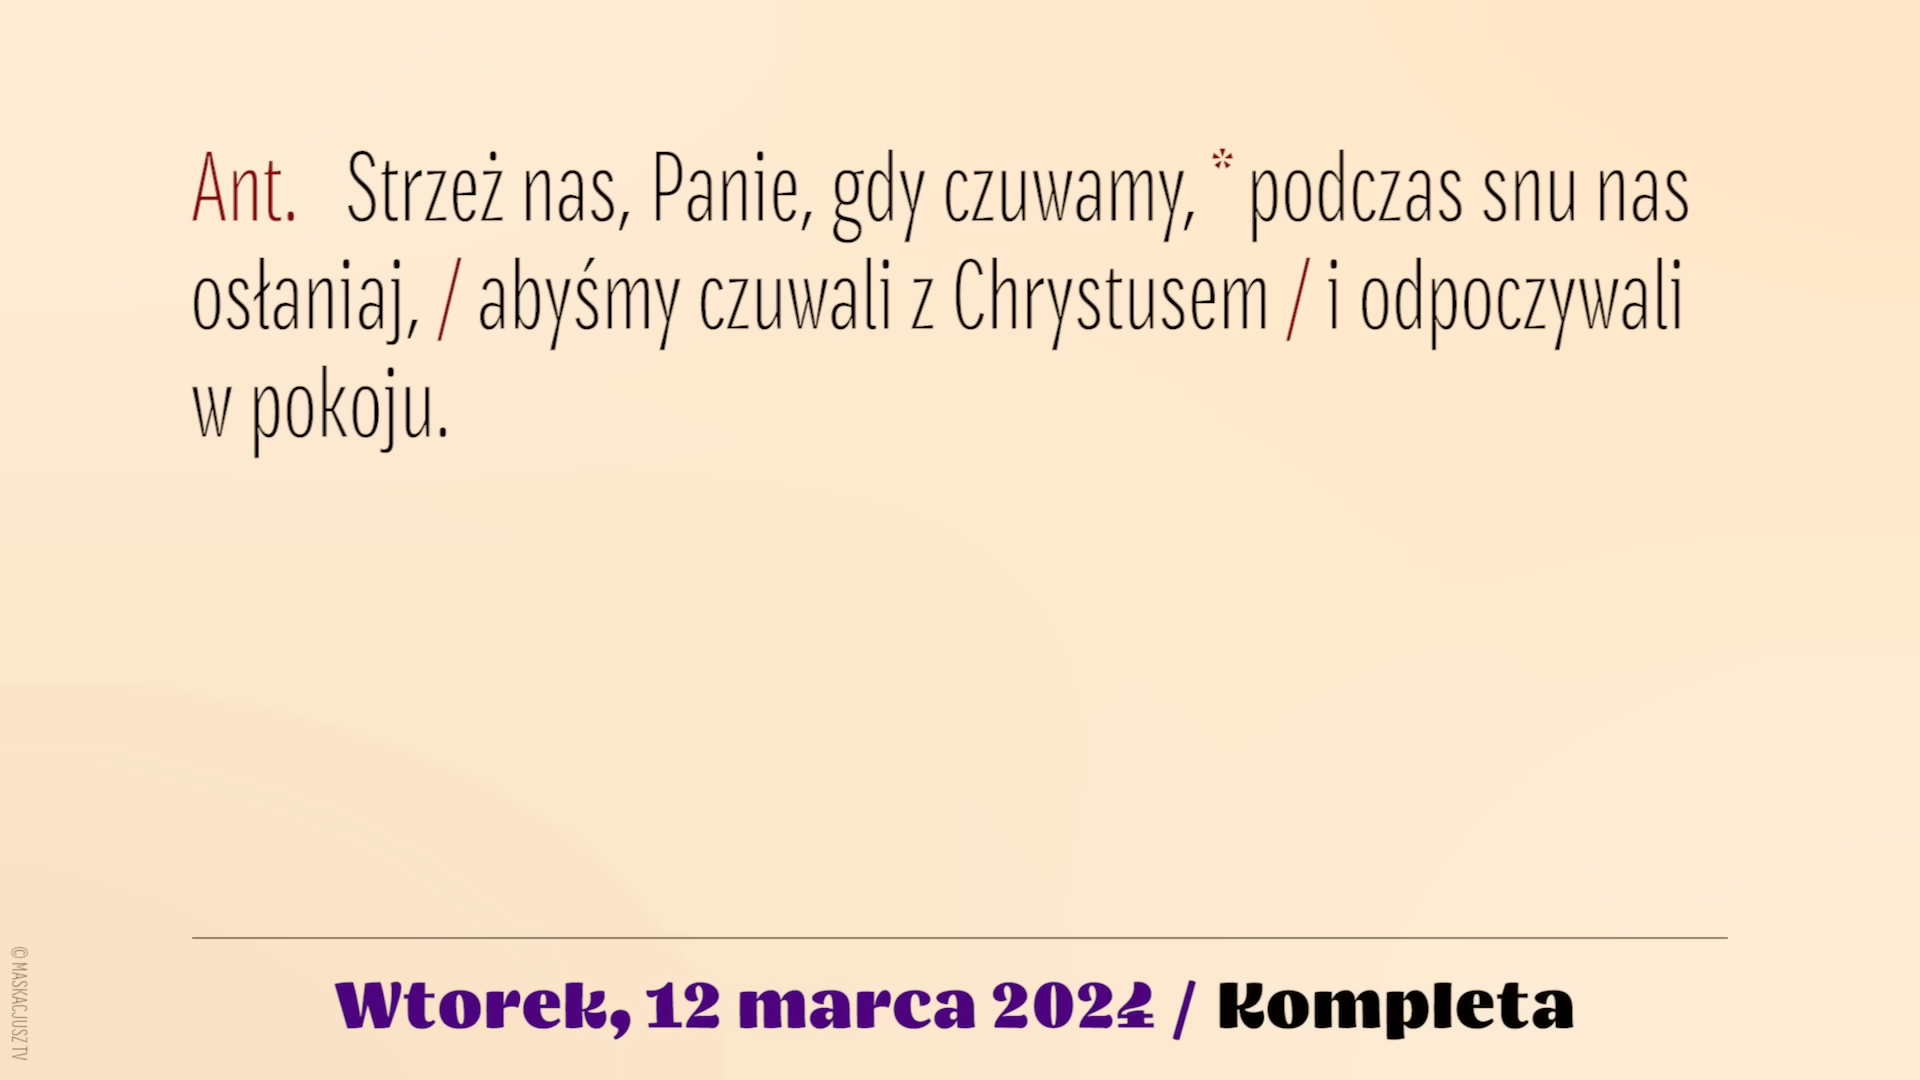 Ant. Strzeż nas, Panie, gdy czuwamy, * podczas snu nas
osłaniaj, / abyśmy czuwali z Chrystusem / i odpoczywali
w pokoju.
Wtorek, 12 marca 2024 / Kompleta
© MASKACJUSZ TV